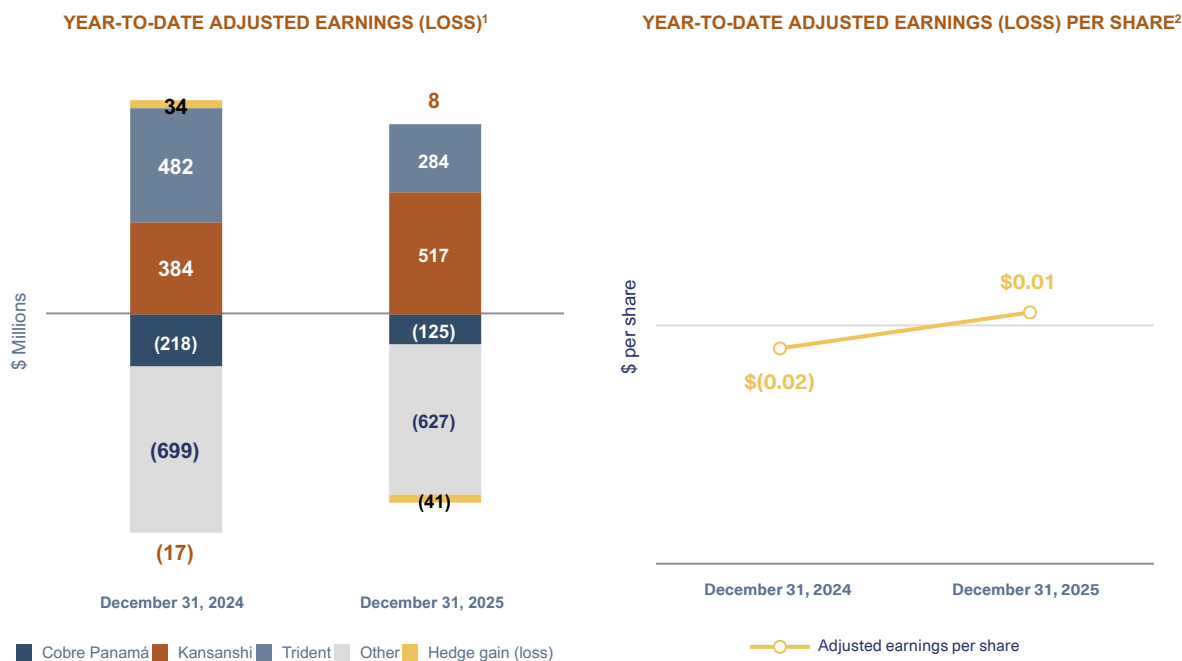 YEAR-TO-DATE ADJUSTED EARNINGS (LOSS)¹
$ Millions
34
482
384
(218)
(699)
(17)
8
284
517
(125)
(627)
(41)
December 31, 2024
December 31, 2025
Cobre Panamá
Kansanshi
Trident
Other
Hedge gain (loss)
YEAR-TO-DATE ADJUSTED EARNINGS (LOSS) PER SHARE²
$ per share
$(0.02)
$0.01
December 31, 2024
December 31, 2025
Adjusted earnings per share